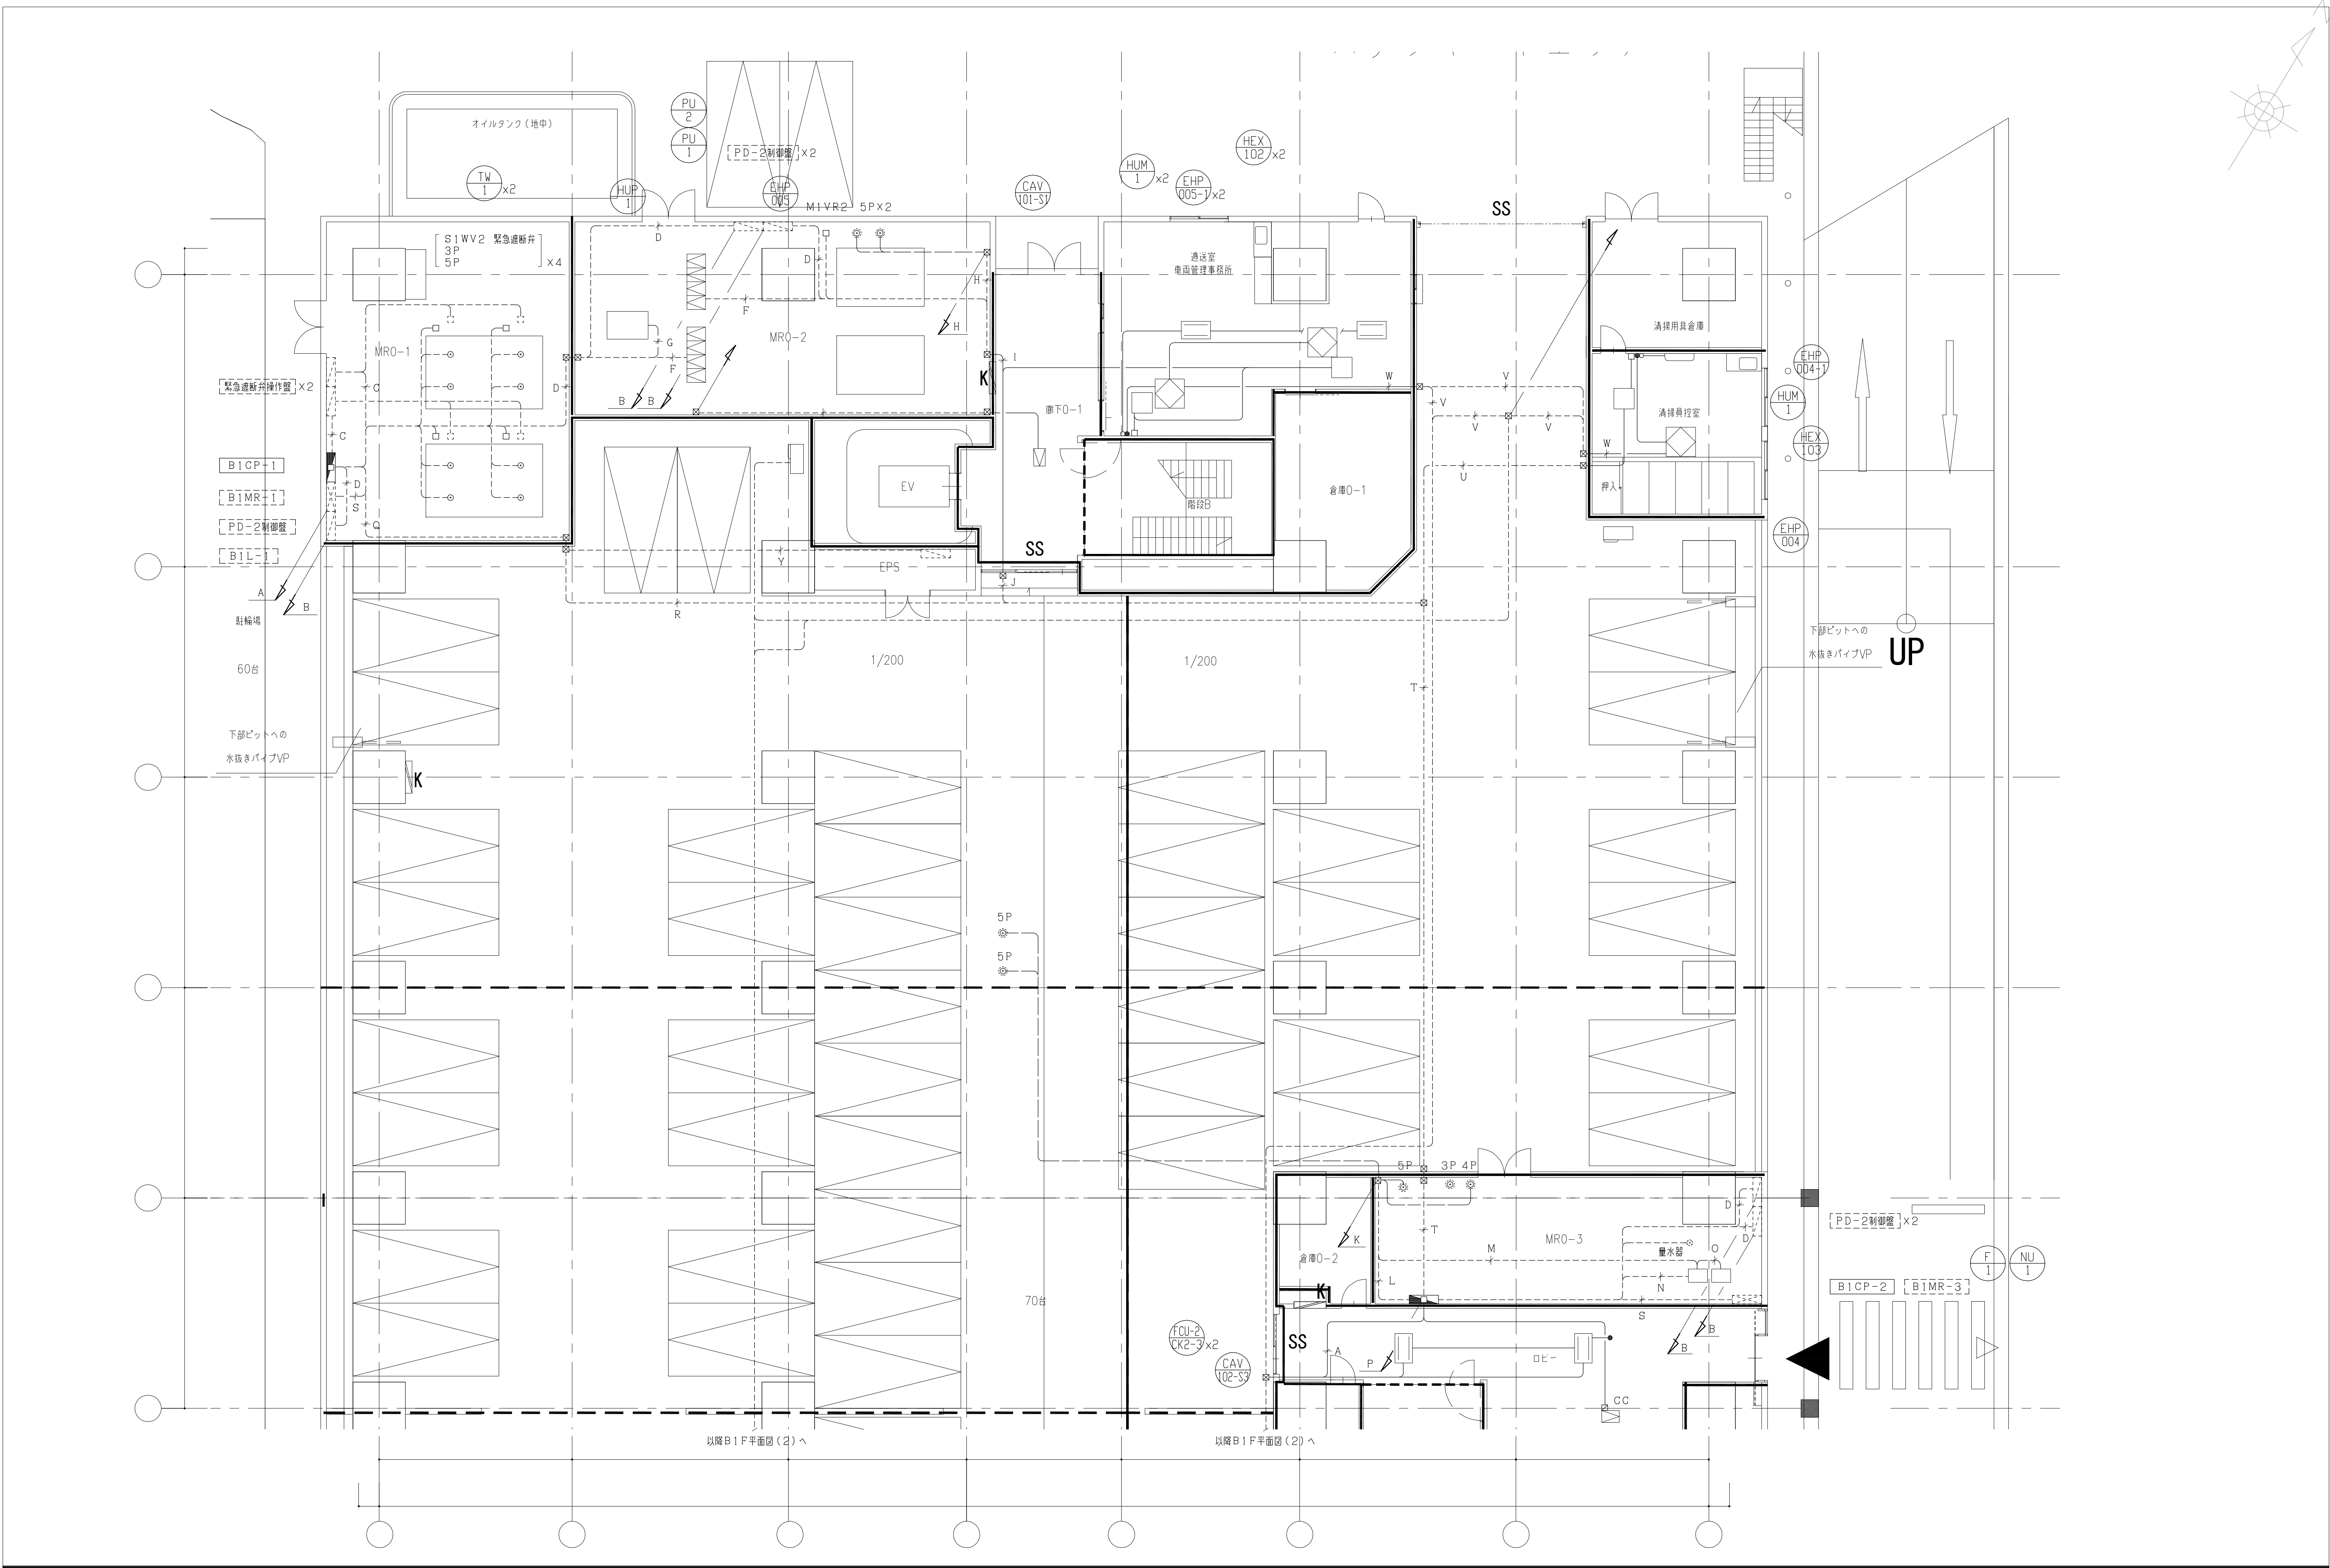 オイルタンク(地中)
TW
1
x2
HUP
1
PU
2
PU
1
PD-2制御盤
x2
EHP
005
M1VR2 5PX2
CAV
101-S1
HUM
1
x2
EHP
005-1
x2
HEX
102
x2
SS
S1WV2 緊急遮断弁
3P
5P
x4
MR0-1
MR0-2
D
D
F
G
F
H
H
B
B
I
K
廊下0-1
車両管理事務所
W
V
V
V
V
U
W
清掃用具倉庫
清掃員控室
押入
EHP
004-1
HUM
1
HEX
103
EHP
004
緊急遮断弁操作盤
x2
C
C
D
D
S
Q
B1CP-1
B1MR-1
PD-2制御盤
B1L-1
A
B
EV
EPS
SS
J
Y
R
階段B
倉庫0-1
駐輪場
60台
1/200
1/200
T
下部ピットへの
水抜きパイプVP
UP
下部ピットへの
水抜きパイプVP
K
5P
5P
70台
5P
3P 4P
D
D
T
K
倉庫0-2
MR0-3
M
量水器
O
N
L
K
S
B
B
SS
A
P
ロビー
CC
FCU-2
CK2-3
x2
CAV
102-S3
PD-2制御盤
x2
F
1
NU
1
B1CP-2
B1MR-3
以降B1F平面図(2)へ
以降B1F平面図(2)へ